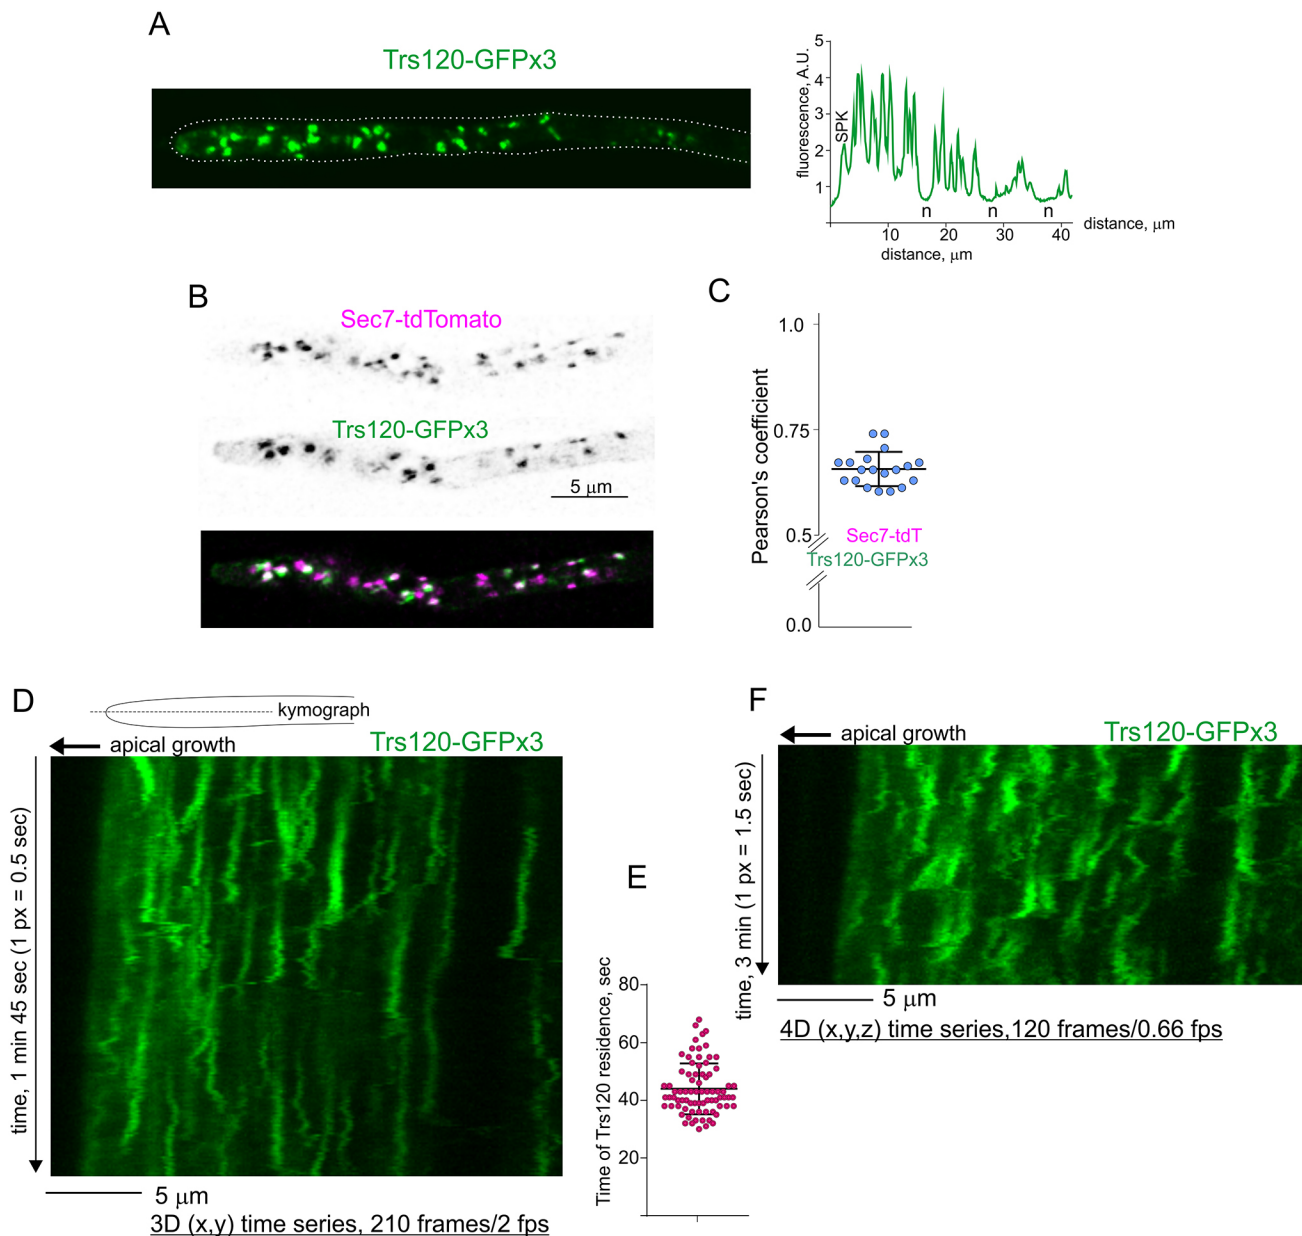 A
Trs120-GFPx3
fluorescence, A.U.
5
4
3
2
1
SPK
n
n
n
10
20
30
40
distance, μm
distance, μm
B
Sec7-tdTomato
Trs120-GFPx3
5 μm
C
Pearson's coefficient
1.0
0.75
0.5
0.0
Sec7-tdT
Trs120-GFPx3
D
kymograph
apical growth
Trs120-GFPx3
time, 1 min 45 sec (1 px = 0.5 sec)
5 μm
3D (x,y) time series, 210 frames/2 fps
E
Time of Trs120 residence, sec
80
60
40
20
F
apical growth
Trs120-GFPx3
time, 3 min (1 px = 1.5 sec)
5 μm
4D (x,y,z) time series,120 frames/0.66 fps